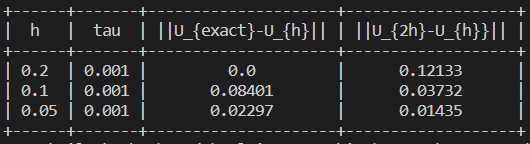 +------+-------+-------------------+------------------+
| h | tau | ||U_{exact}-U_{h}|| | ||U_{2h}-U_{h}}|| |
+------+-------+-------------------+------------------+
| 0.2 | 0.001 | 0.0 | 0.12133 |
| 0.1 | 0.001 | 0.08401 | 0.03732 |
| 0.05 | 0.001 | 0.02297 | 0.01435 |
+------+-------+-------------------+------------------+